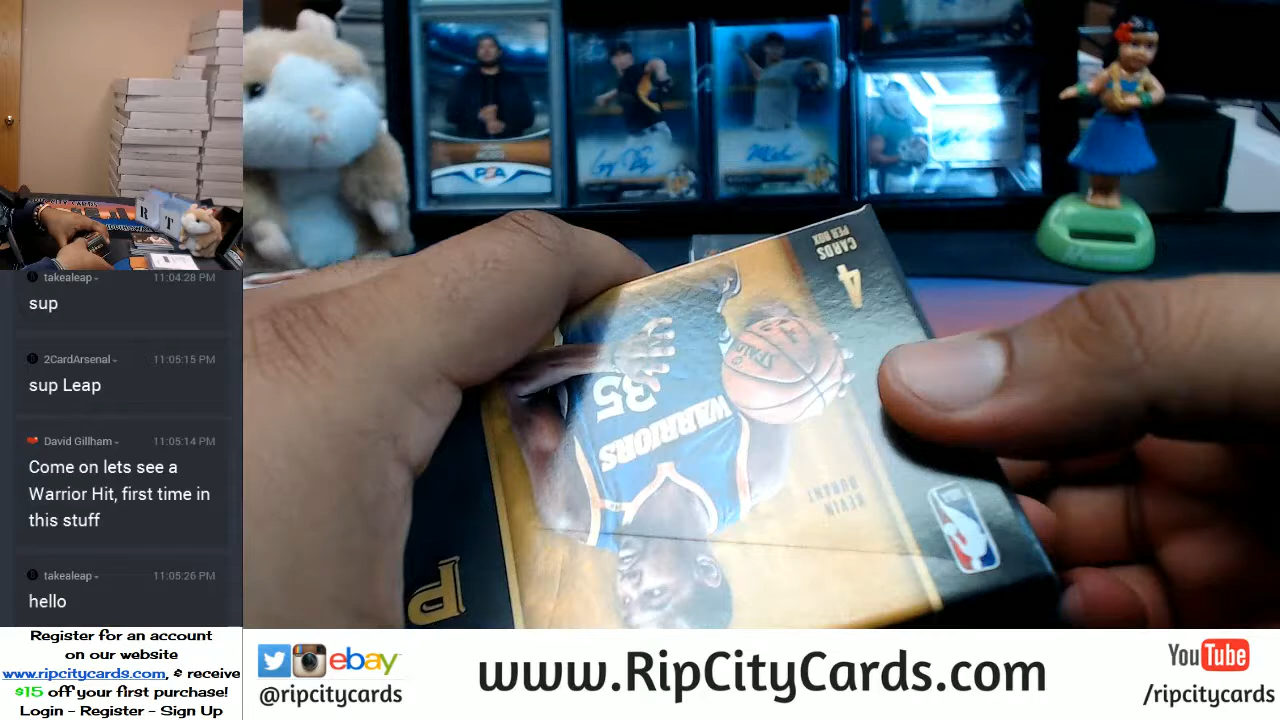 R T
takealeap 11:04:28 PM
sup
2CardArsenal 11:05:15 PM
sup Leap
David Gillham 11:05:14 PM
Come on lets see a
Warrior Hit, first time in
this stuff
takealeap 11:05:26 PM
hello
Register for an account
on our website
www.ripcitycards.com, & receive
$15 off your first purchase!
Login - Register - Sign Up
PSA
4
CARDS
PER BOX
SPALDING
35
WARRIORS
KEVIN
DURANT
P
@ripcitycards
ebay
www.RipCityCards.com
YouTube
/ripcitycards